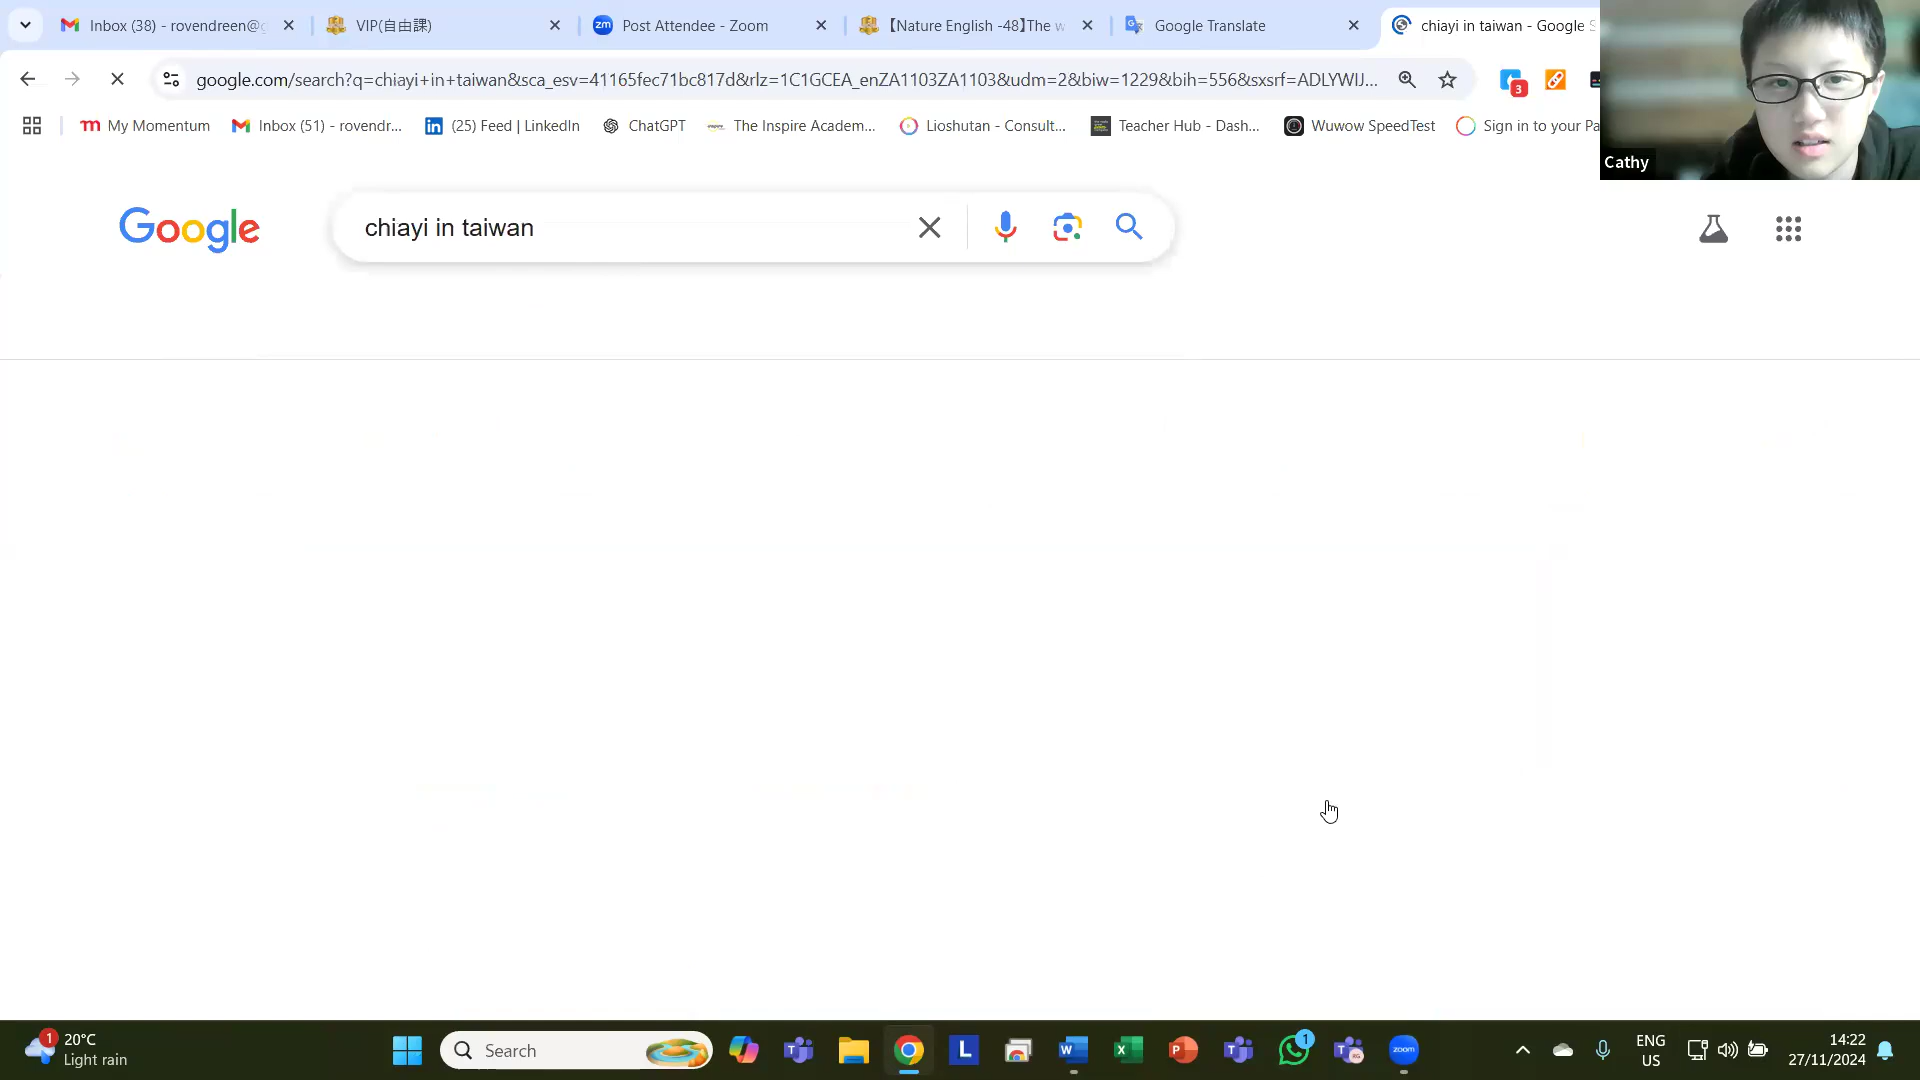 Inbox (38) - rovendreen@
VIP(自由課)
Post Attendee - Zoom
【Nature English -48】The w
Google Translate
chiayi in taiwan - Google S
google.com/search?q=chiayi+in+taiwan&sca_esv=41165fec71bc817d&rlz=1C1GCEA_enZA1103ZA1103&udm=2&biw=1229&bih=556&sxsrf=ADLYWIJ...
3
My Momentum
Inbox (51) - rovendr...
(25) Feed | LinkedIn
ChatGPT
The Inspire Academ...
Lioshutan - Consult...
Teacher Hub - Dash...
Wuwow SpeedTest
Sign in to your Pa
Cathy
Google
chiayi in taiwan
1
20°C
Light rain
Search
1
ENG
US
14:22
27/11/2024